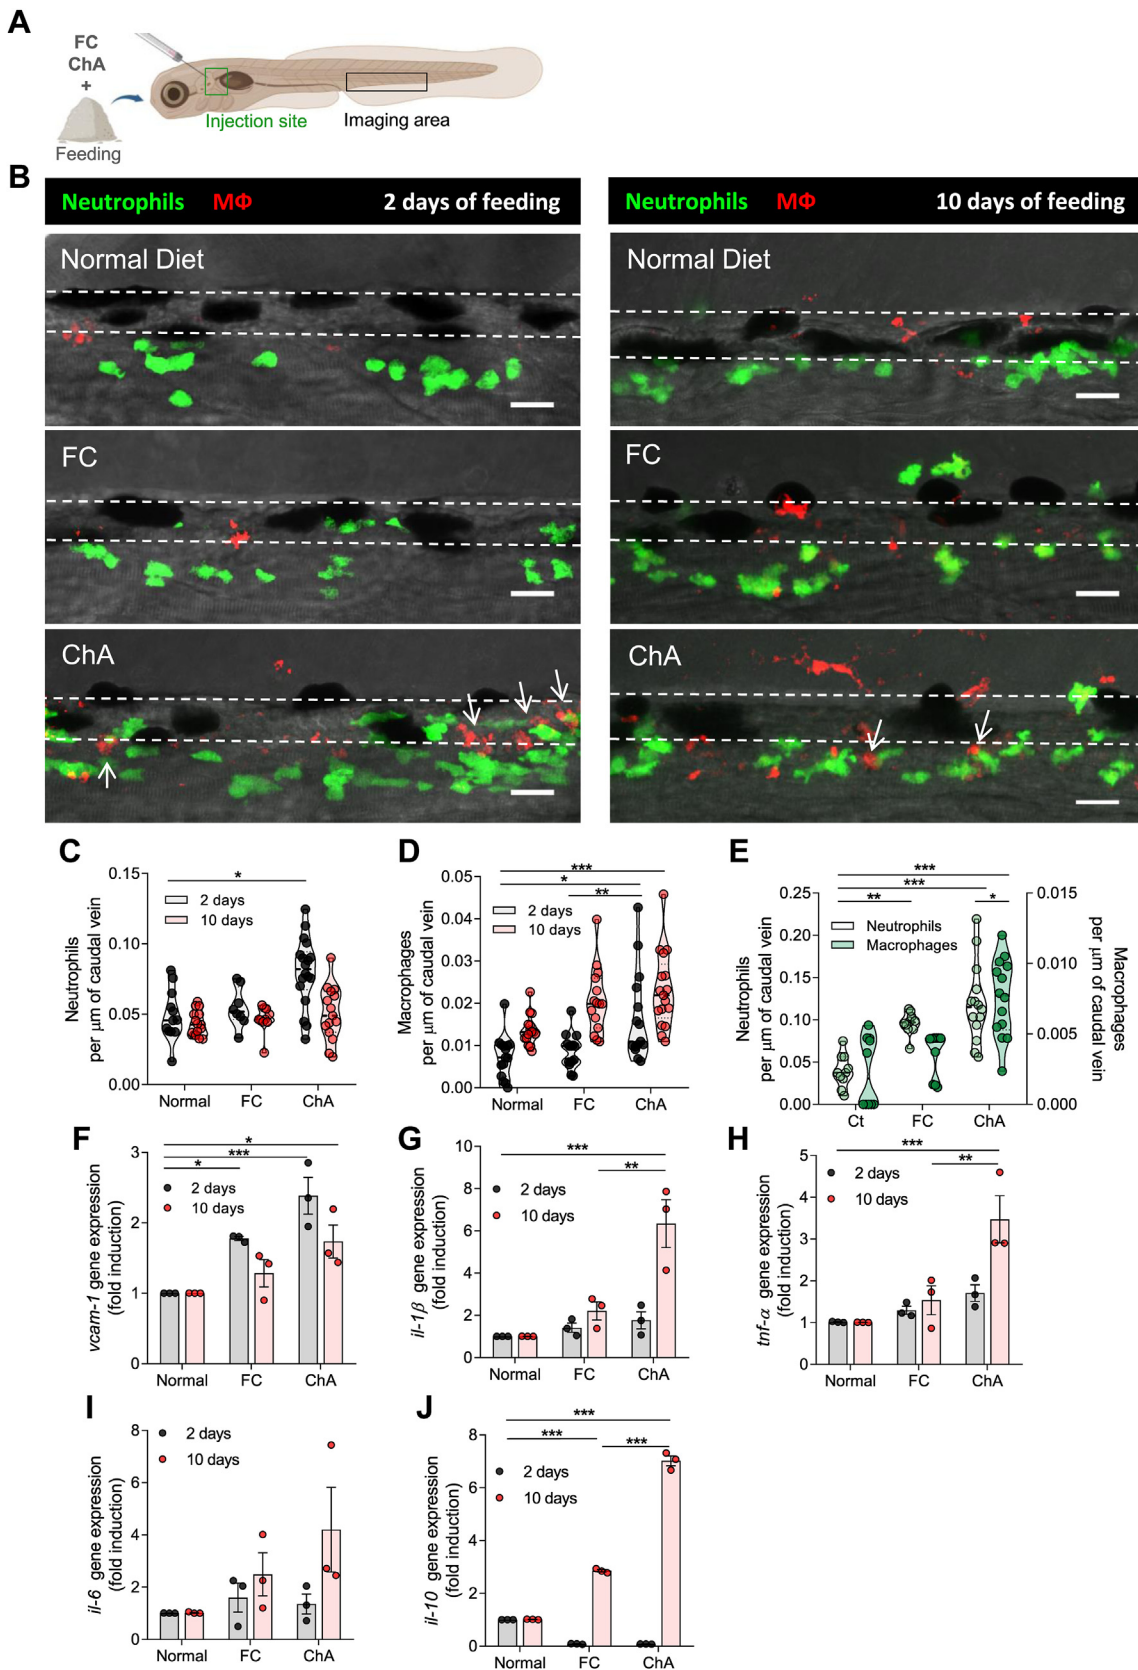 A
FC
ChA
+
Feeding
Injection site
Imaging area
B
Neutrophils MΦ 2 days of feeding
Neutrophils MΦ 10 days of feeding
Normal Diet
Normal Diet
FC
FC
ChA
ChA
C
Neutrophils
per μm of caudal vein
0.15
0.10
0.05
0.00
*
2 days
10 days
Normal FC ChA
D
Macrophages
per μm of caudal vein
0.05
0.04
0.03
0.02
0.01
0.00
***
*
**
2 days
10 days
Normal FC ChA
E
Neutrophils
per μm of caudal vein
0.25
0.20
0.15
0.10
0.05
0.00
***
***
**
*
Neutrophils
Macrophages
0.015
0.010
0.005
0.000
Macrophages
per μm of caudal vein
Ct FC ChA
F
vcam-1 gene expression
(fold induction)
3
2
1
0
*
***
*
2 days
10 days
Normal FC ChA
G
il-1β gene expression
(fold induction)
10
8
6
4
2
0
***
**
2 days
10 days
Normal FC ChA
H
tnf-α gene expression
(fold induction)
5
4
3
2
1
0
***
**
2 days
10 days
Normal FC ChA
I
il-6 gene expression
(fold induction)
8
6
4
2
0
2 days
10 days
Normal FC ChA
J
il-10 gene expression
(fold induction)
8
6
4
2
0
***
***
***
2 days
10 days
Normal FC ChA